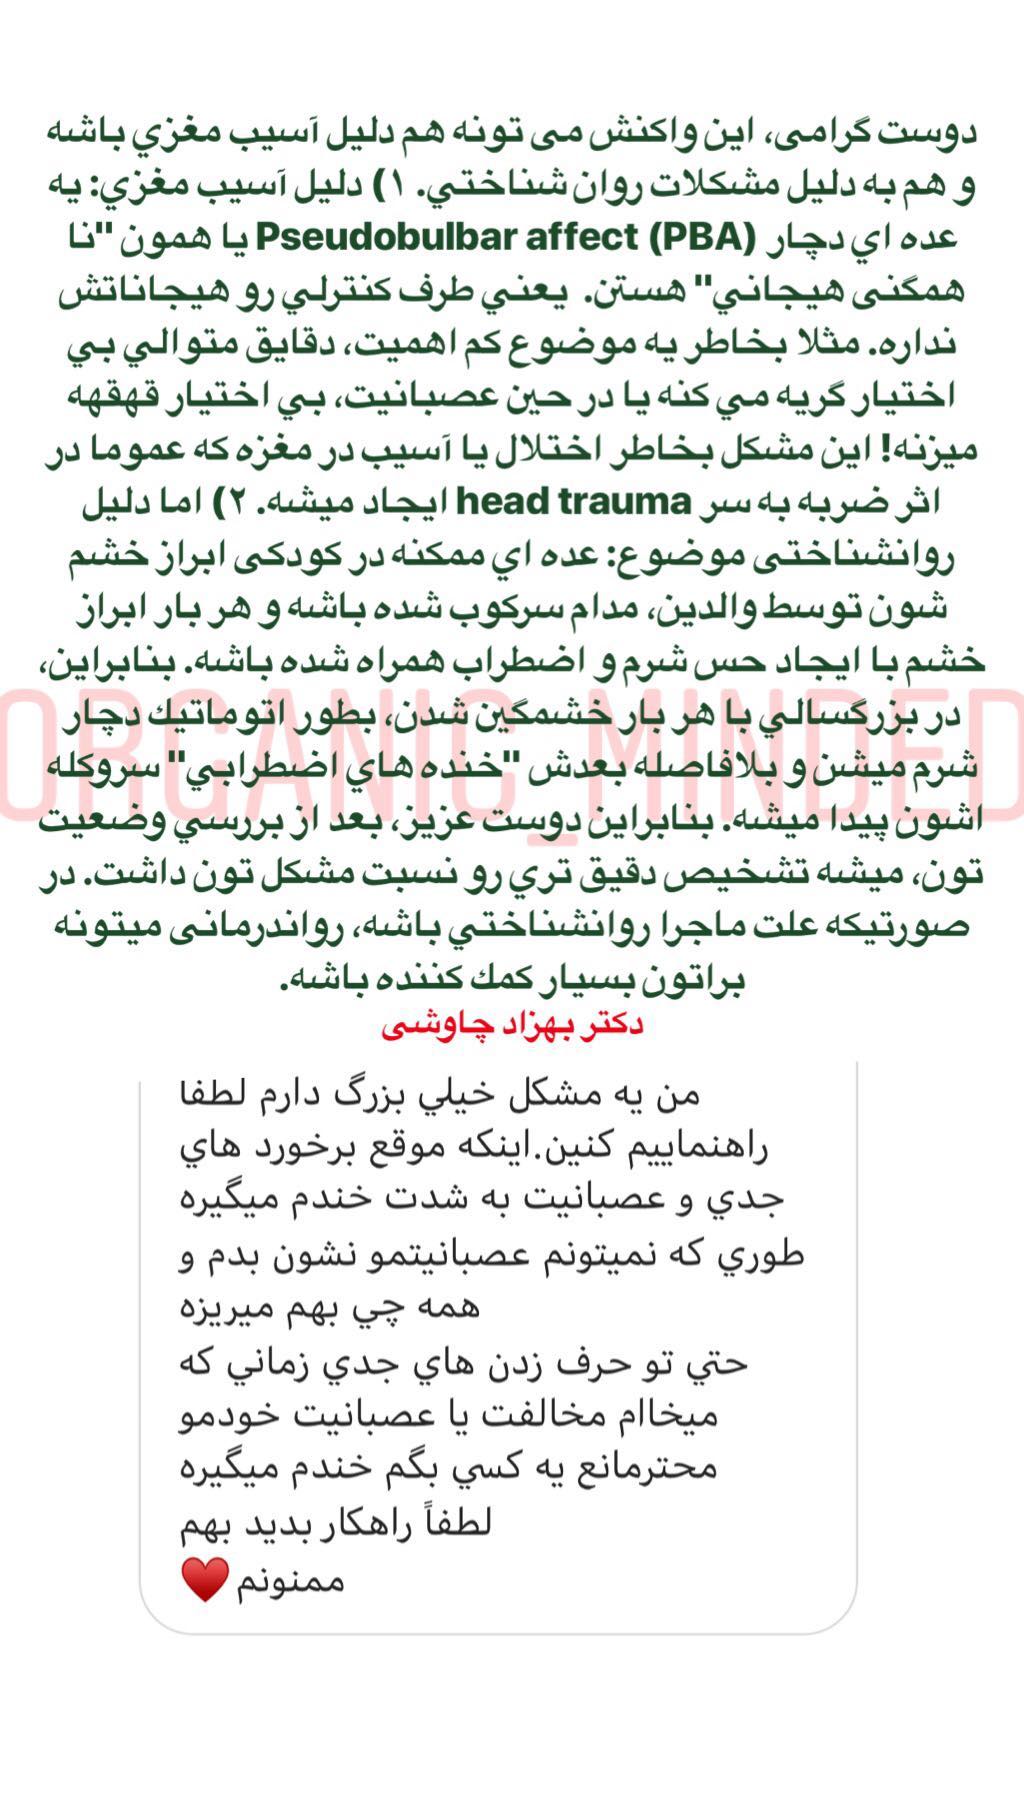 دوست گرامی، این واکنش می تونه هم دلیل آسیب مغزي باشه
و هم به دلیل مشکلات روان شناختي. ۱) دلیل آسیب مغزي: یه
عده اي دچار Pseudobulbar affect (PBA) یا همون "نا
همگنی هیجاني" هستن. یعني طرف کنترلي رو هیجاناتش
نداره. مثلا بخاطر یه موضوع کم اهمیت، دقایق متوالي بي
اختیار گریه مي کنه یا در حین عصبانیت، بي اختیار قهقهه
میزنه! این مشکل بخاطر اختلال یا آسیب در مغزه که عموما در
اثر ضربه به سر head trauma ایجاد میشه. ۲) اما دلیل
روانشناختی موضوع: عده اي ممکنه در کودکی ابراز خشم
شون توسط والدین، مدام سرکوب شده باشه و هر بار ابراز
خشم با ایجاد حس شرم و اضطراب همراه شده باشه. بنابراین،
در بزرگسالي با هر بار خشمگین شدن، بطور اتوماتیك دچار
شرم میشن و بلافاصله بعدش "خنده هاي اضطرابي" سروکله
اشون پیدا میشه. بنابراین دوست عزیز، بعد از بررسي وضعیت
تون، میشه تشخیص دقیق تري رو نسبت مشکل تون داشت. در
صورتیکه علت ماجرا روانشناختي باشه، رواندرمانی میتونه
براتون بسیار کمك کننده باشه.
دکتر بهزاد چاوشی
ORGANIC_MINDED
من یه مشکل خیلي بزرگ دارم لطفا
راهنماییم کنین.اینکه موقع برخورد هاي
جدي و عصبانیت به شدت خندم میگیره
طوري که نمیتونم عصبانیتمو نشون بدم و
همه چي بهم میریزه
حتي تو حرف زدن هاي جدي زماني که
میخاام مخالفت یا عصبانیت خودمو
محترمانع یه کسي بگم خندم میگیره
لطفاً راهکار بدید بهم
ممنونم♥️